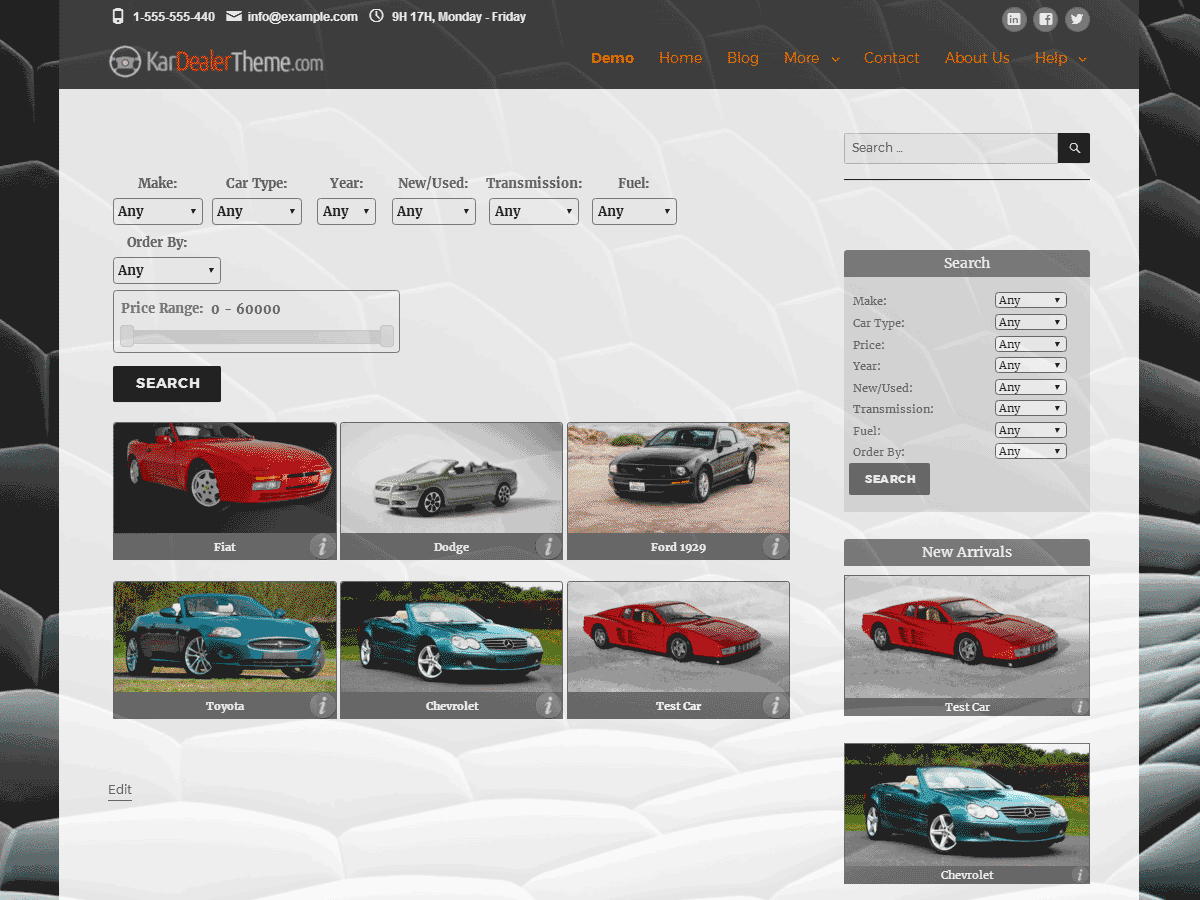 1-555-555-440 info@example.com 9H 17H, Monday - Friday
KarDealerTheme.com
Demo Home Blog More Contact About Us Help
Search ...
Make: Car Type: Year: New/Used: Transmission: Fuel:
Any Any Any Any Any Any
Order By:
Any
Price Range: 0 - 60000
SEARCH
Fiat Dodge Ford 1929
Toyota Chevrolet Test Car
Edit
Search
Make: Any
Car Type: Any
Price: Any
Year: Any
New/Used: Any
Transmission: Any
Fuel: Any
Order By: Any
SEARCH
New Arrivals
Test Car
Chevrolet